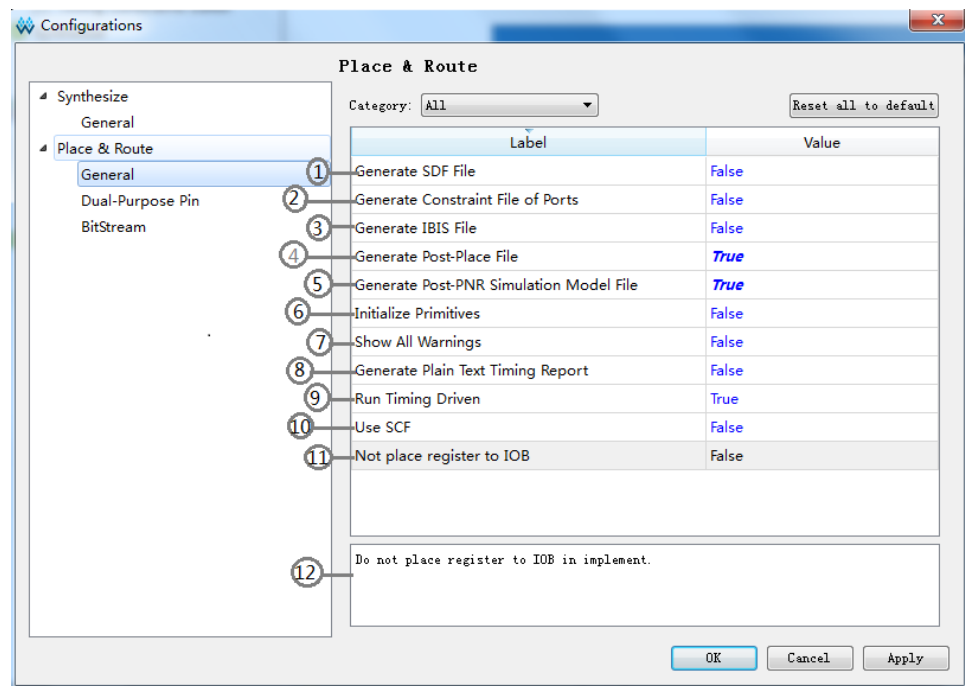 Configurations
Place & Route
Synthesize
General
Place & Route
General
Dual-Purpose Pin
BitStream
Category: All
Reset all to default
Label Value
① Generate SDF File False
② Generate Constraint File of Ports False
③ Generate IBIS File False
④ Generate Post-Place File True
⑤ Generate Post-PNR Simulation Model File True
⑥ Initialize Primitives False
⑦ Show All Warnings False
⑧ Generate Plain Text Timing Report False
⑨ Run Timing Driven True
⑩ Use SCF False
⑪ Not place register to IOB False
⑫ Do not place register to IOB in implement.
OK Cancel Apply